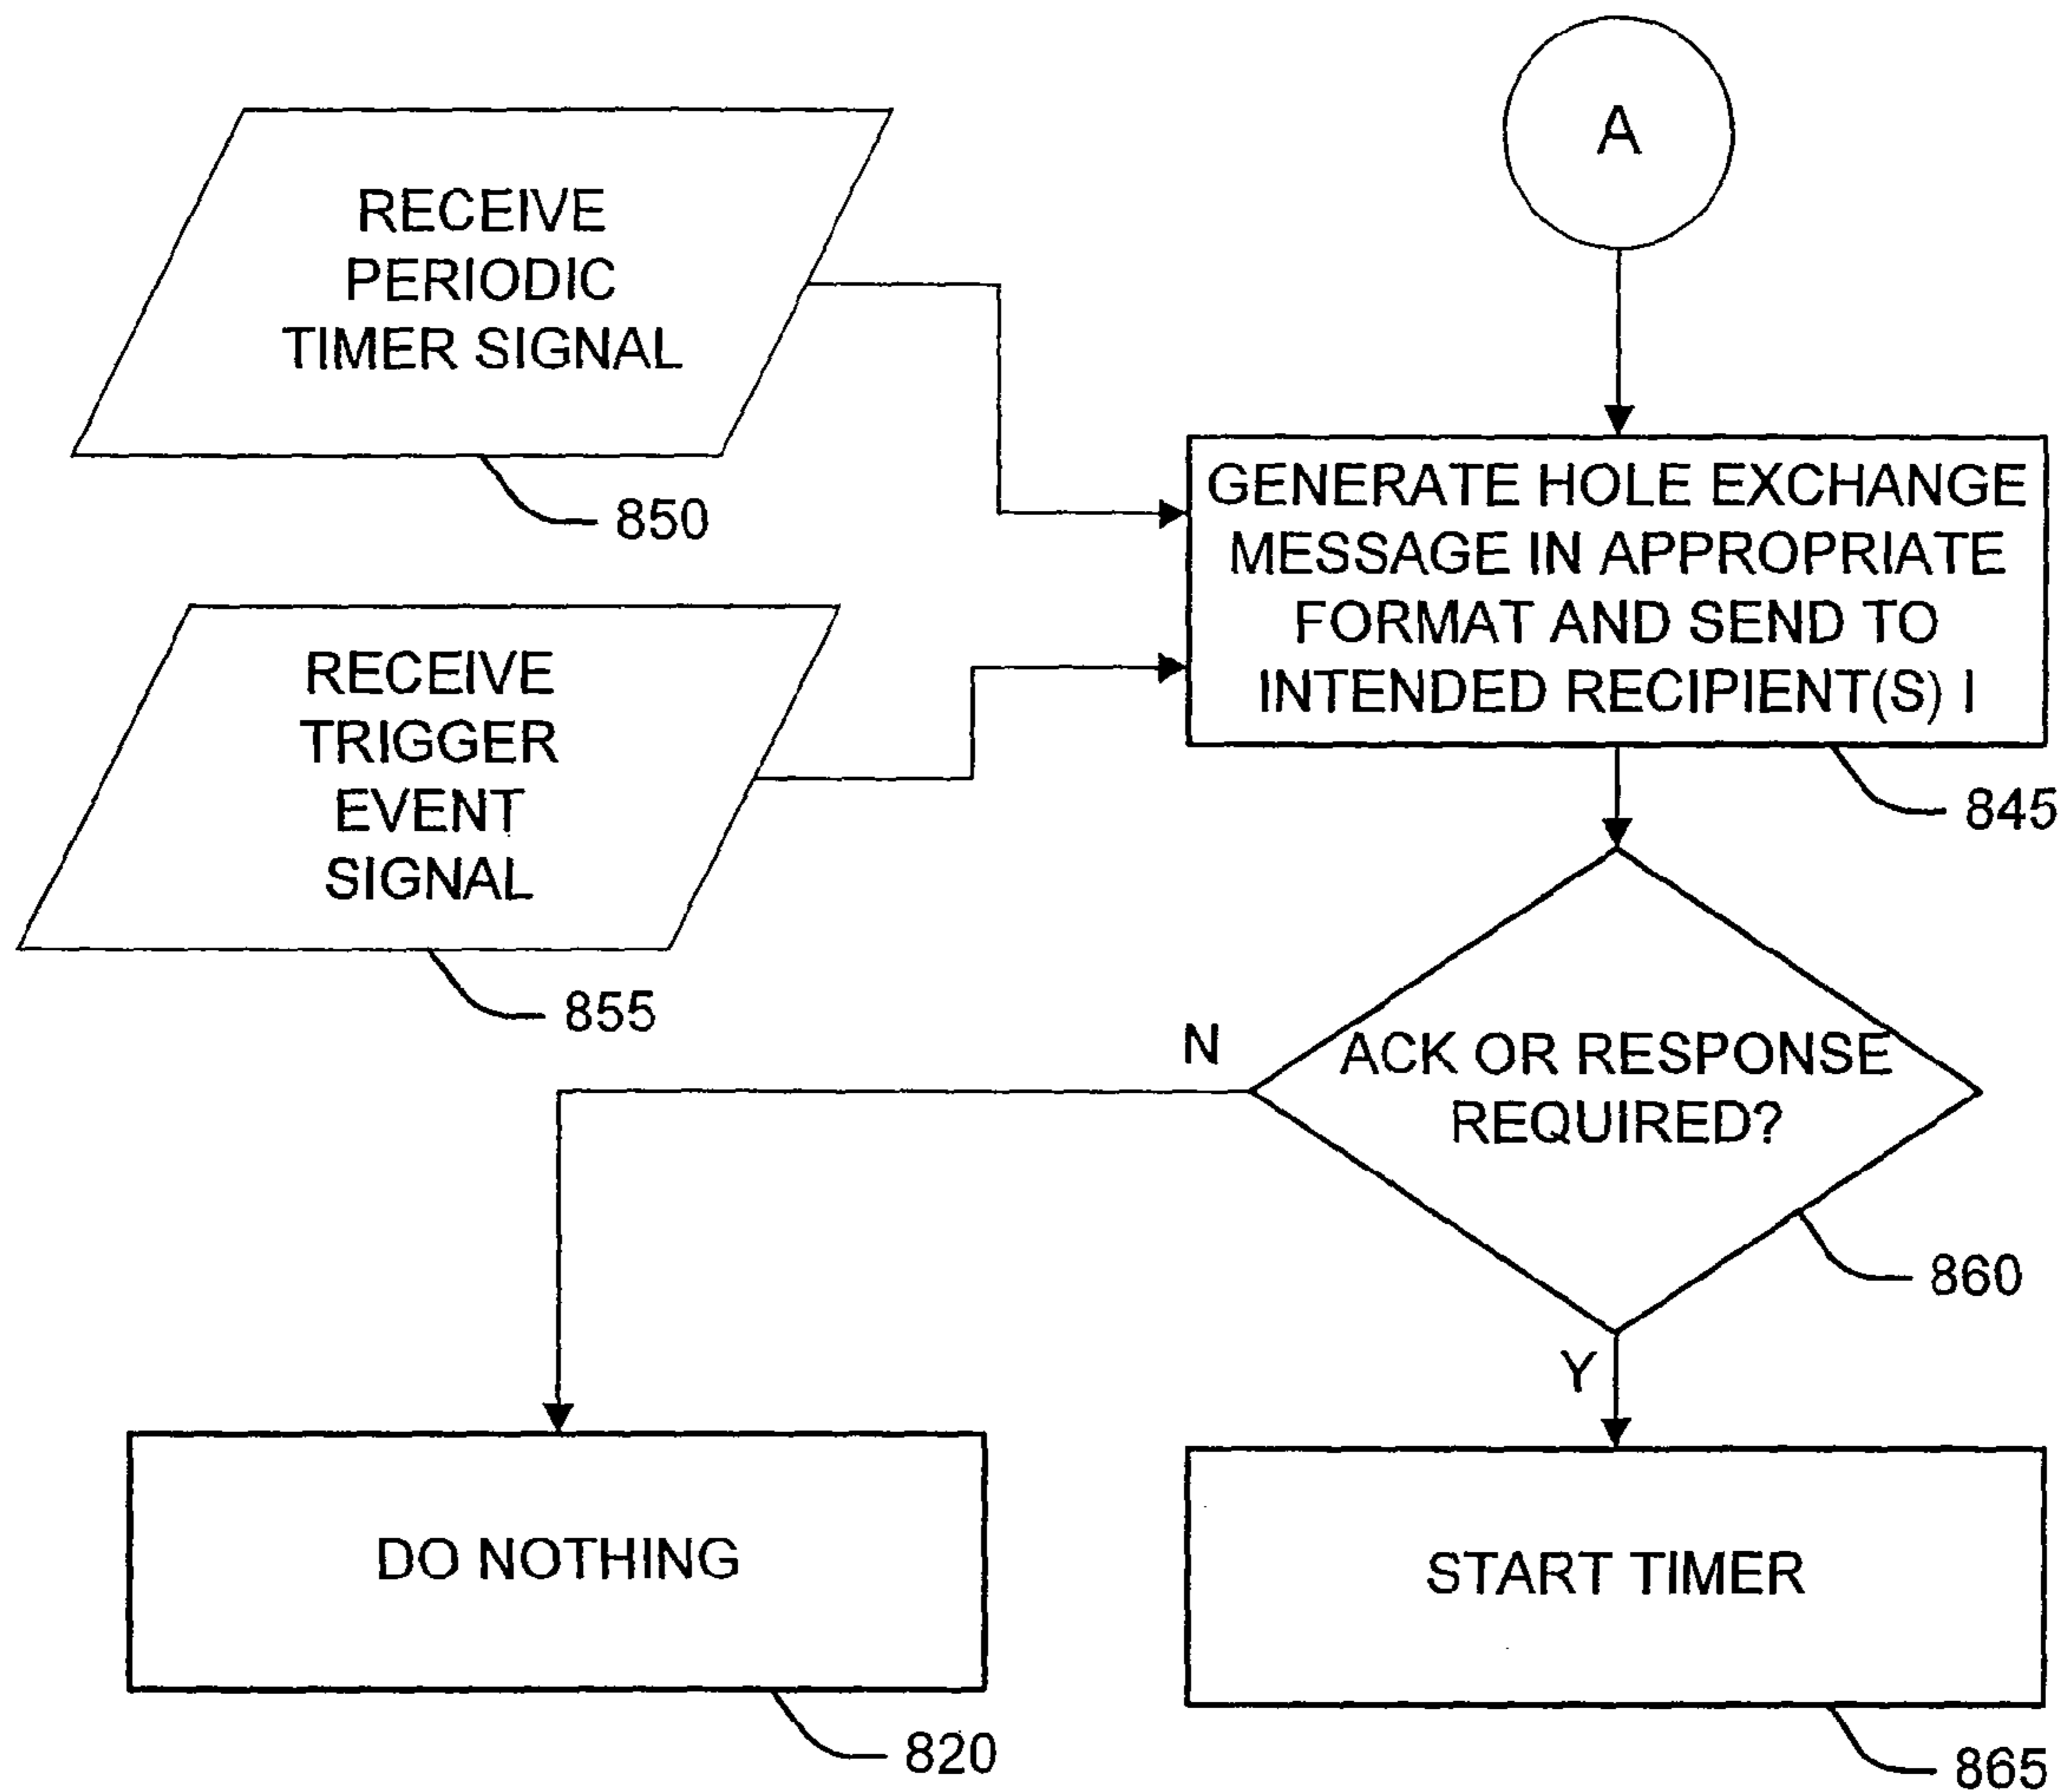 A
RECEIVE
PERIODIC
TIMER SIGNAL
850
GENERATE HOLE EXCHANGE
MESSAGE IN APPROPRIATE
FORMAT AND SEND TO
INTENDED RECIPIENT(S) I
845
RECEIVE
TRIGGER
EVENT
SIGNAL
855
N
ACK OR RESPONSE
REQUIRED?
860
Y
DO NOTHING
820
START TIMER
865